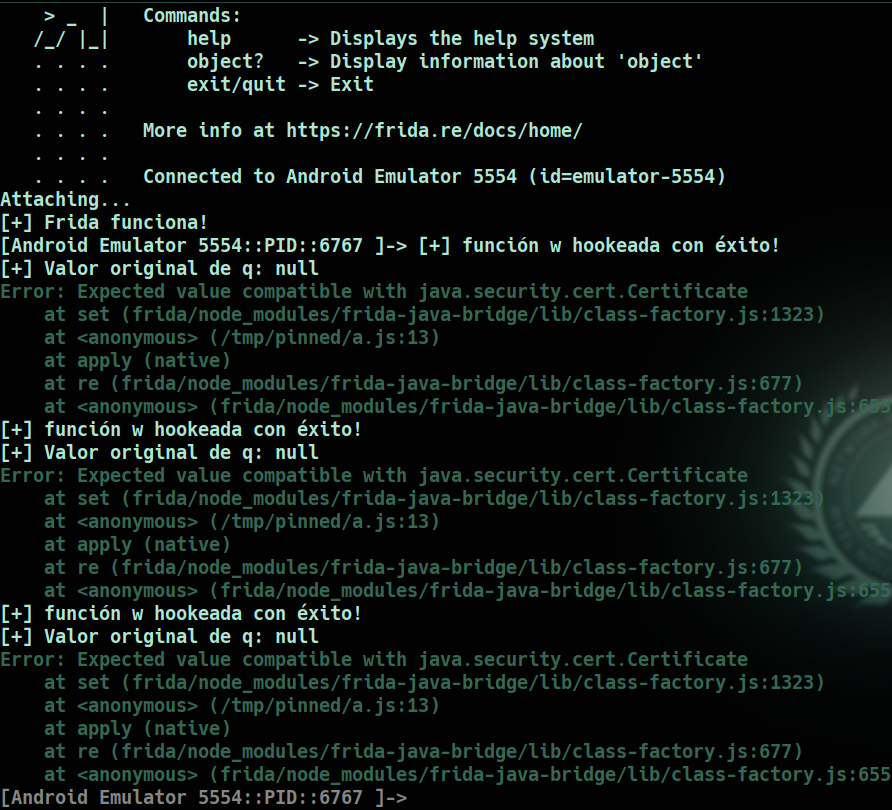 > _  |   Commands:
/_/ |_|       help      -> Displays the help system
. . . .       object?   -> Display information about 'object'
. . . .       exit/quit -> Exit
. . . .
. . . .   More info at https://frida.re/docs/home/
. . . .
. . . .   Connected to Android Emulator 5554 (id=emulator-5554)
Attaching...
[+] Frida funciona!
[Android Emulator 5554::PID::6767 ]-> [+] función w hookeada con éxito!
[+] Valor original de q: null
Error: Expected value compatible with java.security.cert.Certificate
    at set (frida/node_modules/frida-java-bridge/lib/class-factory.js:1323)
    at <anonymous> (/tmp/pinned/a.js:13)
    at apply (native)
    at re (frida/node_modules/frida-java-bridge/lib/class-factory.js:677)
    at <anonymous> (frida/node_modules/frida-java-bridge/lib/class-factory.js:655
[+] función w hookeada con éxito!
[+] Valor original de q: null
Error: Expected value compatible with java.security.cert.Certificate
    at set (frida/node_modules/frida-java-bridge/lib/class-factory.js:1323)
    at <anonymous> (/tmp/pinned/a.js:13)
    at apply (native)
    at re (frida/node_modules/frida-java-bridge/lib/class-factory.js:677)
    at <anonymous> (frida/node_modules/frida-java-bridge/lib/class-factory.js:655
[+] función w hookeada con éxito!
[+] Valor original de q: null
Error: Expected value compatible with java.security.cert.Certificate
    at set (frida/node_modules/frida-java-bridge/lib/class-factory.js:1323)
    at <anonymous> (/tmp/pinned/a.js:13)
    at apply (native)
    at re (frida/node_modules/frida-java-bridge/lib/class-factory.js:677)
    at <anonymous> (frida/node_modules/frida-java-bridge/lib/class-factory.js:655
[Android Emulator 5554::PID::6767 ]->